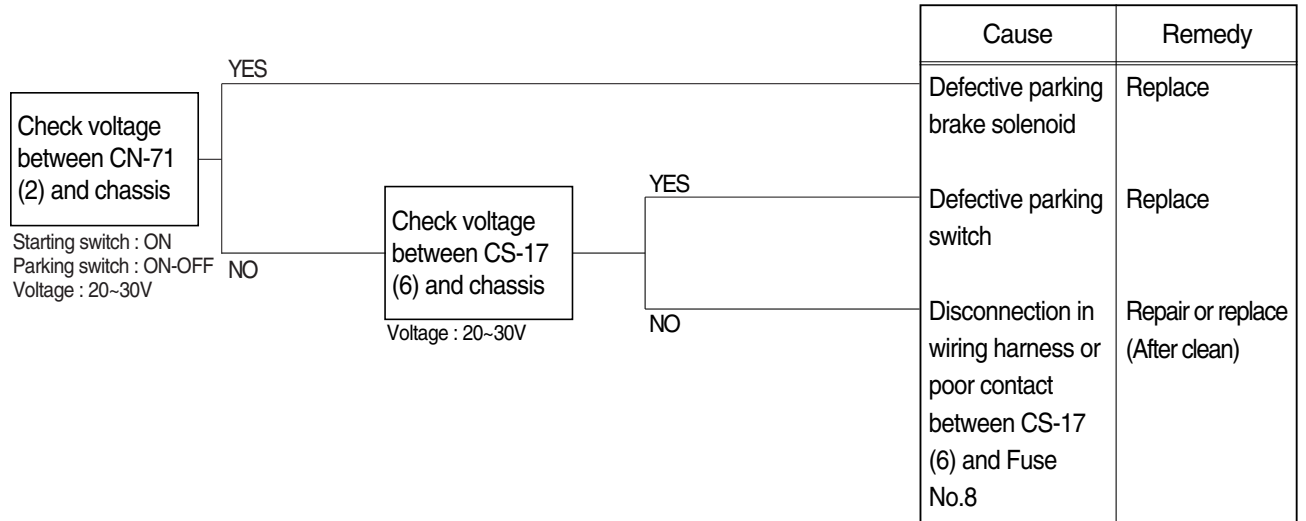 Cause
Remedy
YES
Check voltage
between CN-71
(2) and chassis
Starting switch : ON
Parking switch : ON-OFF
Voltage : 20~30V
NO
Check voltage
between CS-17
(6) and chassis
Voltage : 20~30V
YES
NO
Defective parking
brake solenoid
Replace
Defective parking
switch
Replace
Disconnection in
wiring harness or
poor contact
between CS-17
(6) and Fuse
No.8
Repair or replace
(After clean)